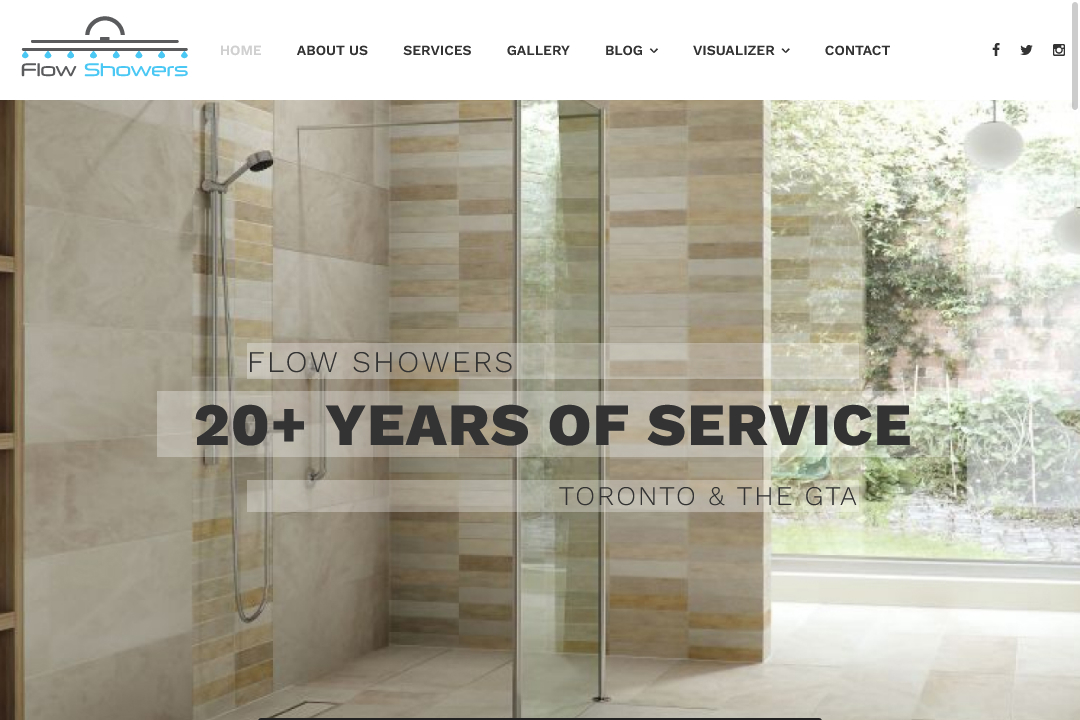 Flow Showers
HOME ABOUT US SERVICES GALLERY BLOG VISUALIZER CONTACT
FLOW SHOWERS
20+ YEARS OF SERVICE
TORONTO & THE GTA